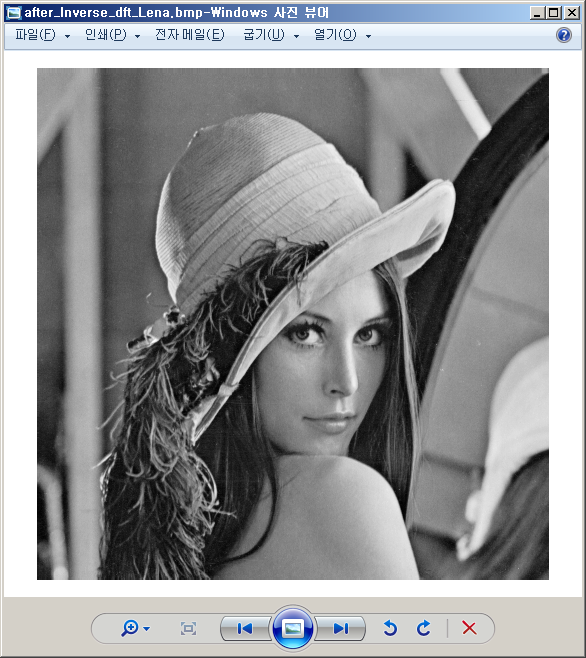 after_Inverse_dft_Lena.bmp-Windows 사진 뷰어
파일(F) 인쇄(P) 전자 메일(E) 굽기(U) 열기(O)